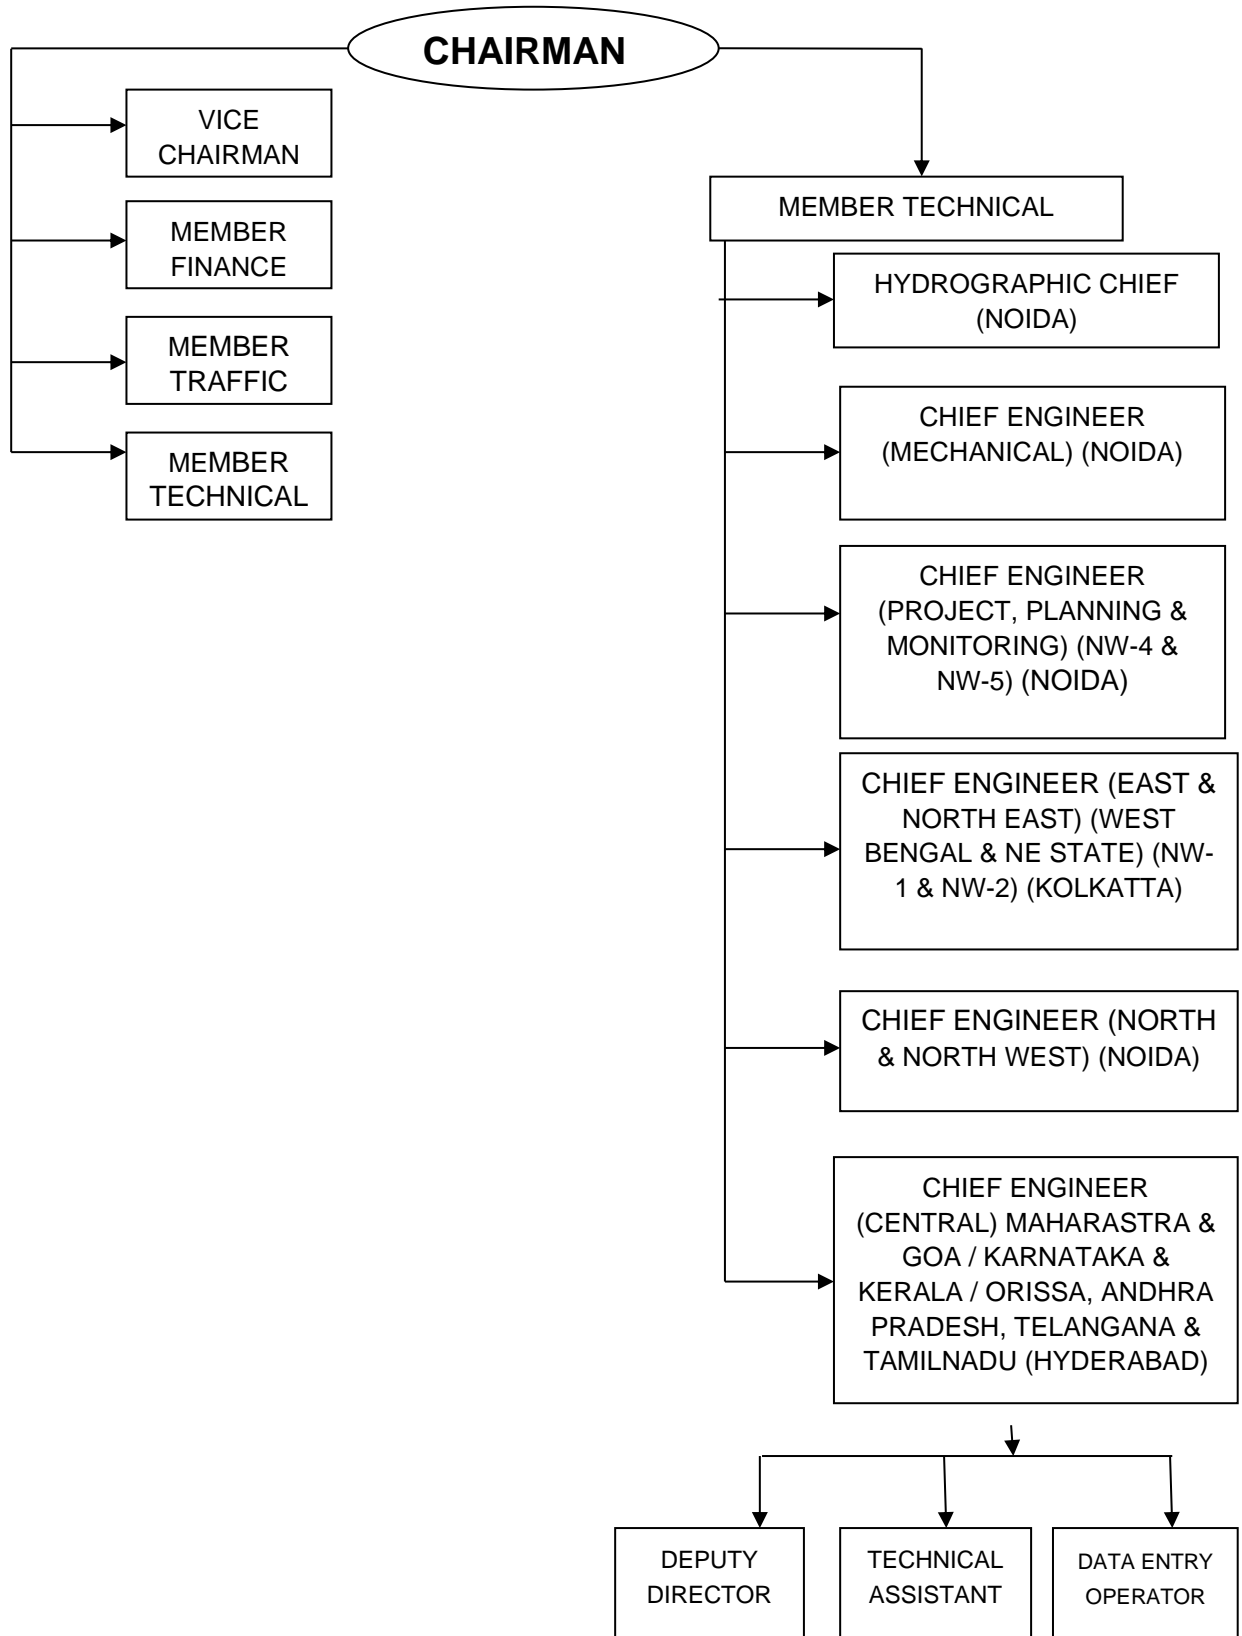 CHAIRMAN
VICE
CHAIRMAN
MEMBER
FINANCE
MEMBER
TRAFFIC
MEMBER
TECHNICAL
MEMBER TECHNICAL
HYDROGRAPHIC CHIEF
(NOIDA)
CHIEF ENGINEER
(MECHANICAL) (NOIDA)
CHIEF ENGINEER
(PROJECT, PLANNING &
MONITORING) (NW-4 &
NW-5) (NOIDA)
CHIEF ENGINEER (EAST &
NORTH EAST) (WEST
BENGAL & NE STATE) (NW-
1 & NW-2) (KOLKATTA)
CHIEF ENGINEER (NORTH
& NORTH WEST) (NOIDA)
CHIEF ENGINEER
(CENTRAL) MAHARASTRA &
GOA / KARNATAKA &
KERALA / ORISSA, ANDHRA
PRADESH, TELANGANA &
TAMILNADU (HYDERABAD)
DEPUTY
DIRECTOR
TECHNICAL
ASSISTANT
DATA ENTRY
OPERATOR